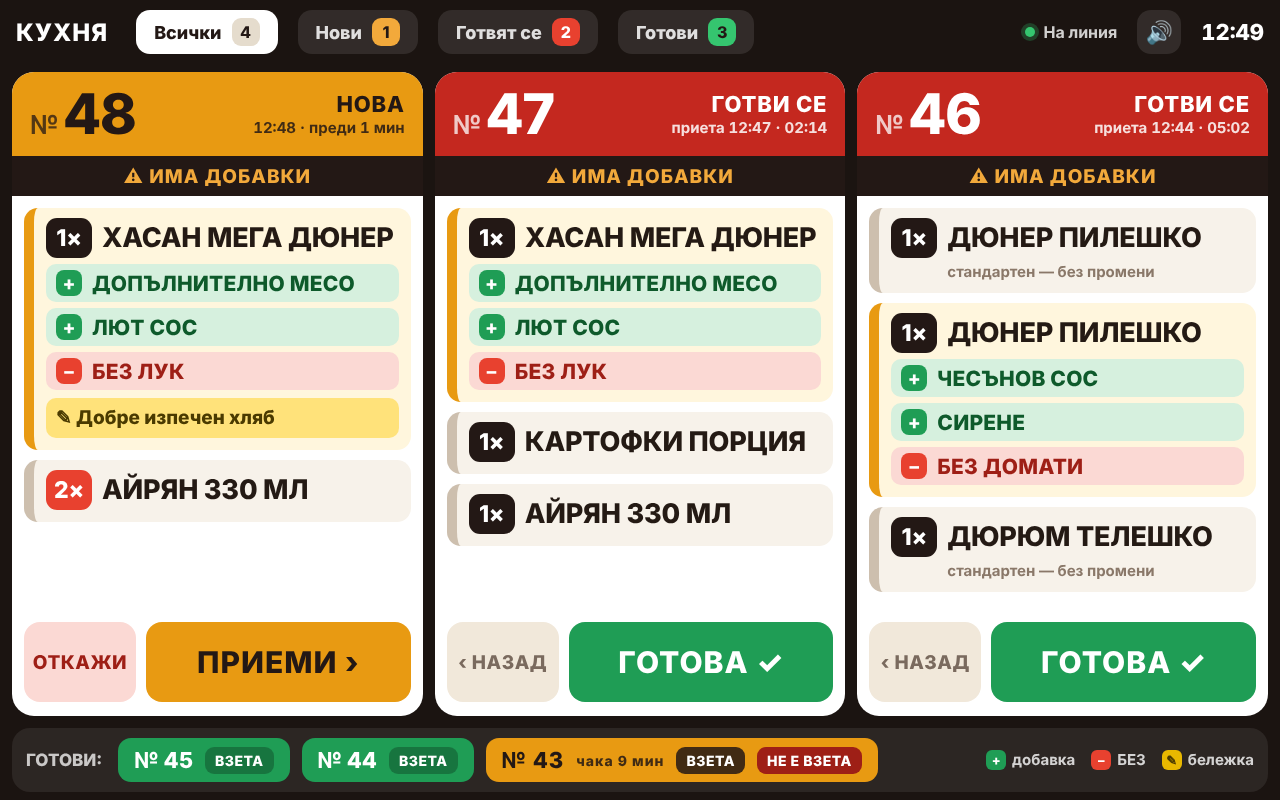 КУХНЯ
Всички 4
Нови 1
Готвят се 2
Готови 3
На линия
12:49
№ 48
НОВА
12:48 · преди 1 мин
⚠ ИМА ДОБАВКИ
1× ХАСАН МЕГА ДЮНЕР
+ ДОПЪЛНИТЕЛНО МЕСО
+ ЛЮТ СОС
− БЕЗ ЛУК
✎ Добре изпечен хляб
2× АЙРЯН 330 МЛ
ОТКАЖИ
ПРИЕМИ ›
№ 47
ГОТВИ СЕ
приета 12:47 · 02:14
⚠ ИМА ДОБАВКИ
1× ХАСАН МЕГА ДЮНЕР
+ ДОПЪЛНИТЕЛНО МЕСО
+ ЛЮТ СОС
− БЕЗ ЛУК
1× КАРТОФКИ ПОРЦИЯ
1× АЙРЯН 330 МЛ
‹ НАЗАД
ГОТОВА ✓
№ 46
ГОТВИ СЕ
приета 12:44 · 05:02
⚠ ИМА ДОБАВКИ
1× ДЮНЕР ПИЛЕШКО
стандартен — без промени
1× ДЮНЕР ПИЛЕШКО
+ ЧЕСЪНОВ СОС
+ СИРЕНЕ
− БЕЗ ДОМАТИ
1× ДЮРЮМ ТЕЛЕШКО
стандартен — без промени
‹ НАЗАД
ГОТОВА ✓
ГОТОВИ:
№ 45 ВЗЕТА
№ 44 ВЗЕТА
№ 43 чака 9 мин ВЗЕТА НЕ Е ВЗЕТА
+ добавка
− БЕЗ
✎ бележка